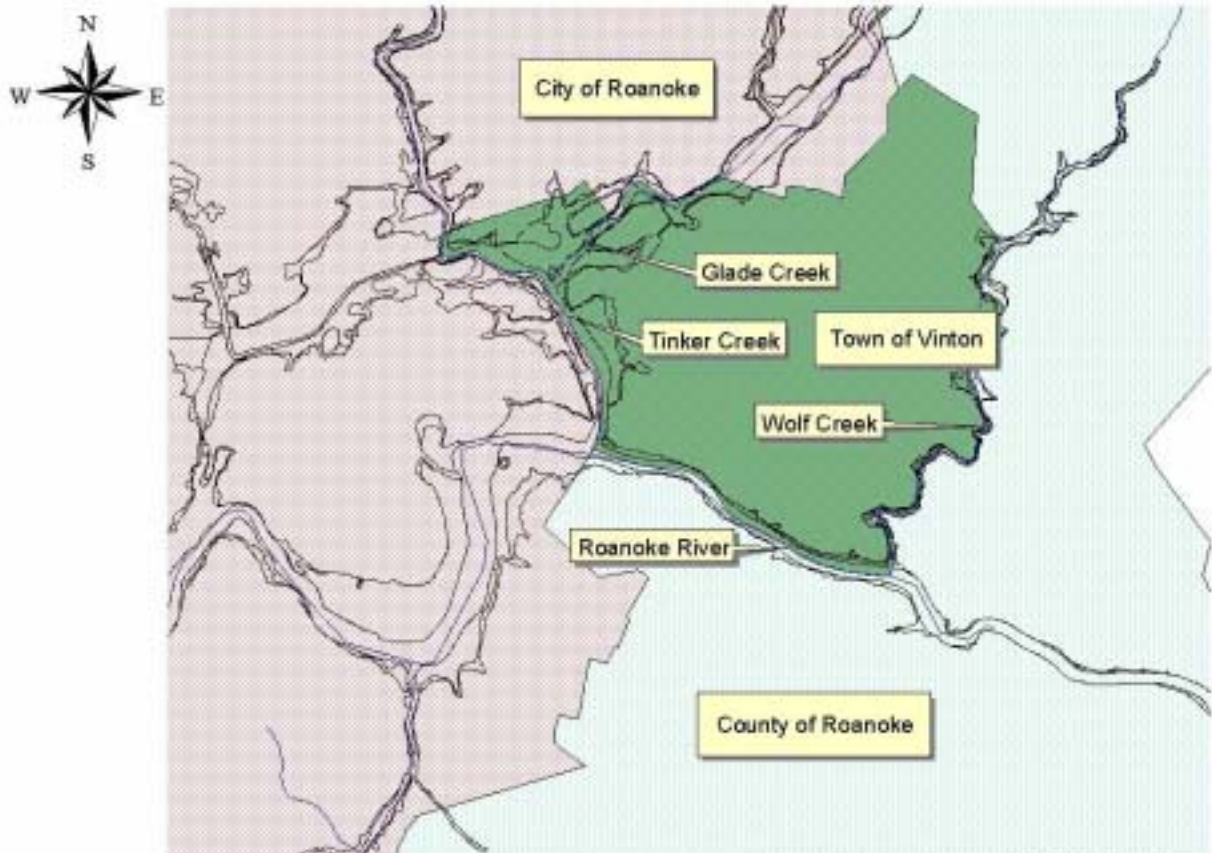 N
W E
S
City of Roanoke
Glade Creek
Tinker Creek
Town of Vinton
Wolf Creek
Roanoke River
County of Roanoke